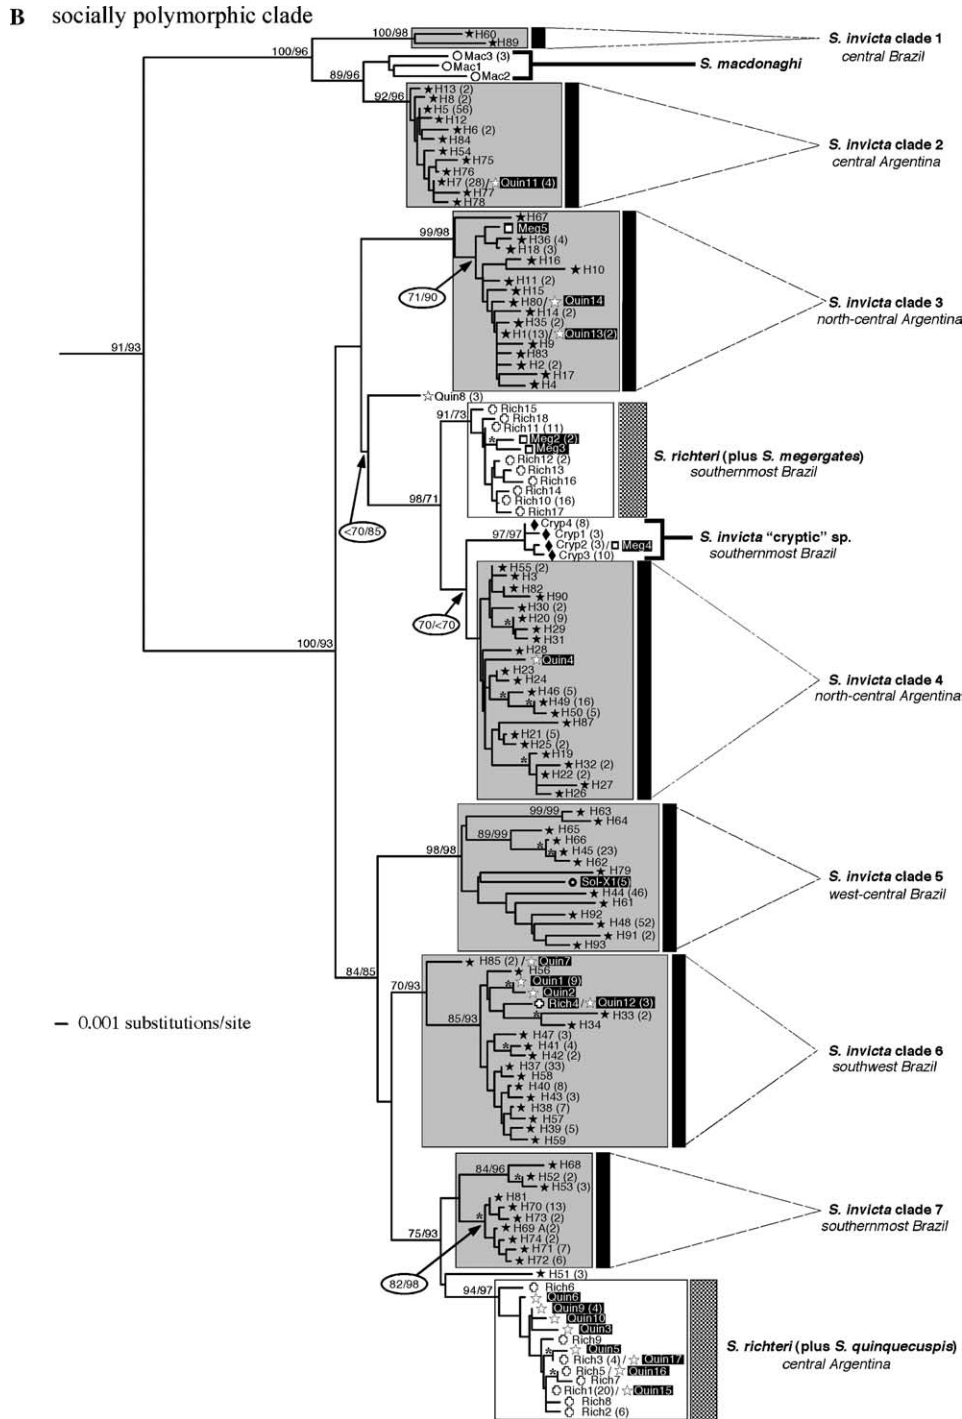 B socially polymorphic clade
100/98
H60
H89
S. invicta clade 1
central Brazil
100/96
Mac3 (3)
Mac1
Mac2
S. macdonaghi
89/96
92/96
H13 (2)
H8 (2)
H5 (56)
H12
H6 (2)
H84
H54
H75
H76
H7 (28)/ Quin11 (4)
H77
H78
S. invicta clade 2
central Argentina
99/98
H67
Meg5
H36 (4)
H18 (3)
H16
H10
71/90
H11 (2)
H15
H80/ Quin14
H14 (2)
H35 (2)
H1(13)/ Quin13(2)
H9
H83
H2 (2)
H17
H4
S. invicta clade 3
north-central Argentina
91/93
Quin8 (3)
91/73
Rich15
Rich18
Rich11 (11)
* Meg2 (2)
Meg3
Rich12 (2)
Rich13
Rich16
Rich14
Rich10 (16)
Rich17
S. richteri (plus S. megergates)
southernmost Brazil
98/71
<70/85
97/97
Cryp4 (8)
Cryp1 (3)
Cryp2 (3)/ Meg4
Cryp3 (10)
S. invicta "cryptic" sp.
southernmost Brazil
70/<70
H55 (2)
H3
H82
H90
H30 (2)
* H20 (9)
H29
H31
H28
Quin4
H23
H24
* H46 (5)
* H49 (16)
H50 (5)
H87
H21 (5)
H25 (2)
* H19
H32 (2)
H22 (2)
H27
H26
S. invicta clade 4
north-central Argentina
100/93
98/98
99/99
H63
H64
89/99
H65
* H66
* H45 (23)
H62
H79
Sol-X1(5)
H44 (46)
H61
H92
H48 (52)
H91 (2)
H93
S. invicta clade 5
west-central Brazil
84/85
70/93
H85 (2) / Quin7
H56
* Quin1 (9)
Quin2
Rich4 / Quin12 (3)
* H33 (2)
H34
85/93
H47 (3)
* H41 (4)
H42 (2)
H37 (33)
H58
H40 (8)
H43 (3)
H38 (7)
H57
H39 (5)
H59
S. invicta clade 6
southwest Brazil
0.001 substitutions/site
84/96
H68
* H52 (2)
H53 (3)
H81
* H70 (13)
H73 (2)
H69 A(2)
H74 (2)
H71 (7)
H72 (6)
S. invicta clade 7
southernmost Brazil
75/93
82/98
H51 (3)
94/97
Rich6
Quin6
Quin9 (4)
Quin10
Quin3
Rich9
* Quin5
Rich3 (4) / Quin17
* Rich5 / Quin16
Rich7
Rich1(20) / Quin15
Rich8
Rich2 (6)
S. richteri (plus S. quinquecuspis)
central Argentina